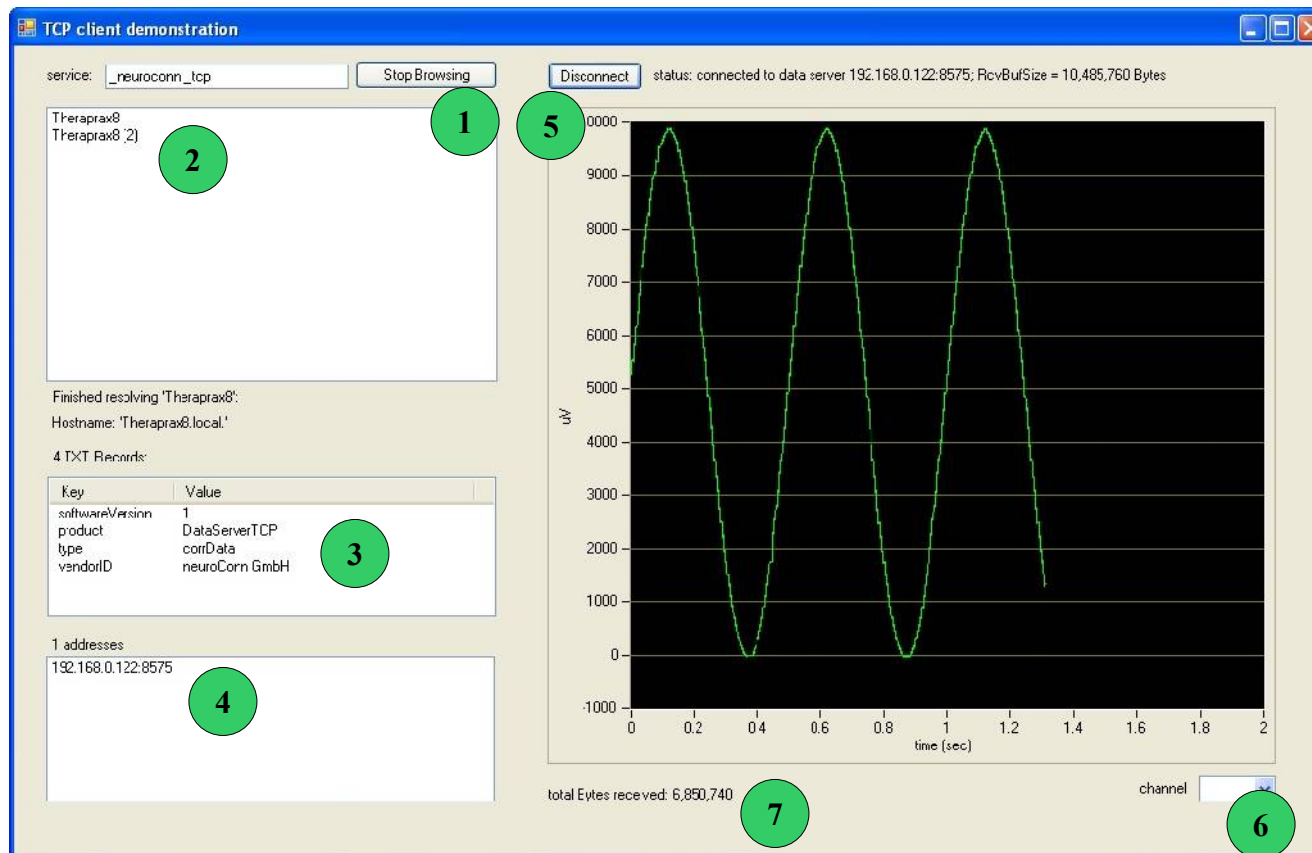 TCP client demonstration
service: _neuroconn _tcp Stop Browsing
Disconnect status: connected to data server 192.168.0.122:8575; RcvBufSize = 10,485,760 Bytes
1
5
Theraprax8
Theraprax8 (2)
2
Finished resolving 'Theraprax8':
Hostname: 'Theraprax8.local.'
4 TXT Records:
Key Value
softwareVersion 1
product DataServerTCP
type corrData
vendorID neuroCorn GmbH
3
1 addresses
192.168.0.122:8575
4
0000
9000
8000
7000
6000
5000
4000
3000
2000
1000
0
-1000
uV
0 0.2 0.4 0.6 0.8 1 1.2 1.4 1.6 1.8 2
time (sec)
total Bytes received: 6,850,740
7
channel
6